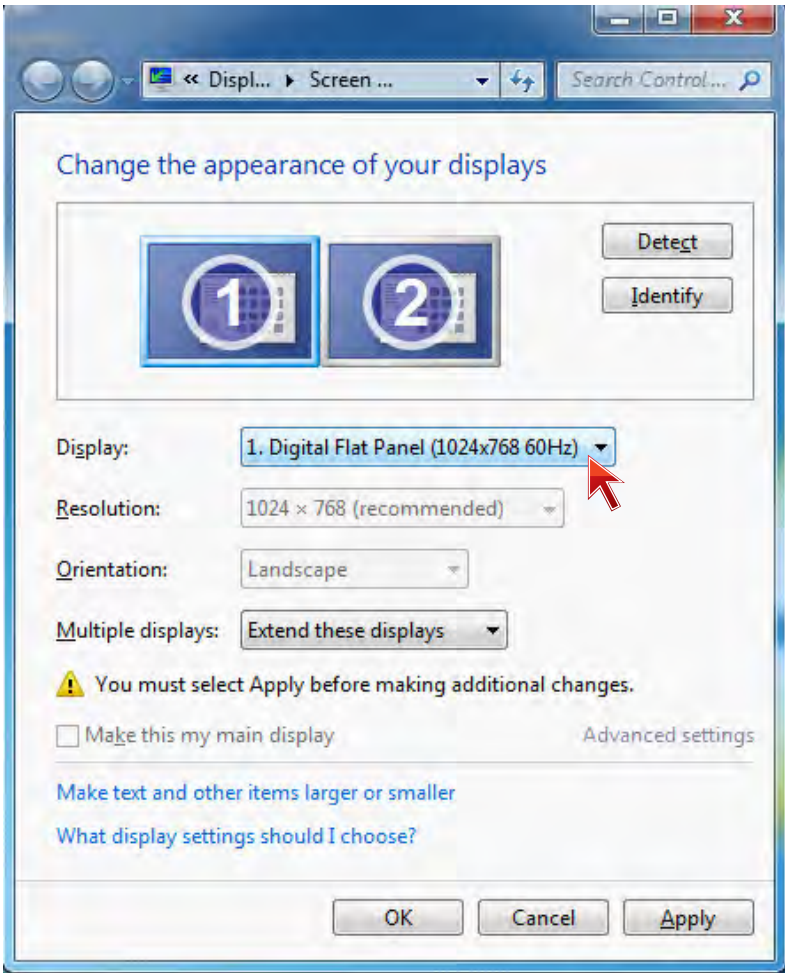 « Displ... Screen ... Search Control ...
Change the appearance of your displays
1 2
Detect
Identify
Display: 1. Digital Flat Panel (1024x768 60Hz)
Resolution: 1024 × 768 (recommended)
Orientation: Landscape
Multiple displays: Extend these displays
You must select Apply before making additional changes.
Make this my main display Advanced settings
Make text and other items larger or smaller
What display settings should I choose?
OK Cancel Apply